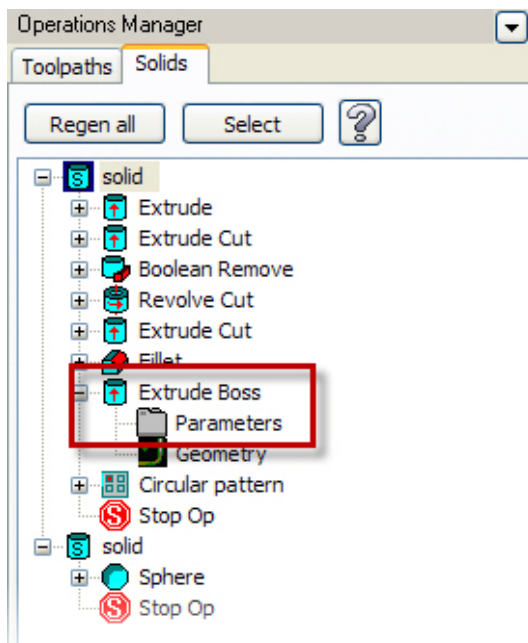 Operations Manager
Toolpaths Solids
Regen all Select ?
solid
Extrude
Extrude Cut
Boolean Remove
Revolve Cut
Extrude Cut
Fillet
Extrude Boss
Parameters
Geometry
Circular pattern
Stop Op
solid
Sphere
Stop Op